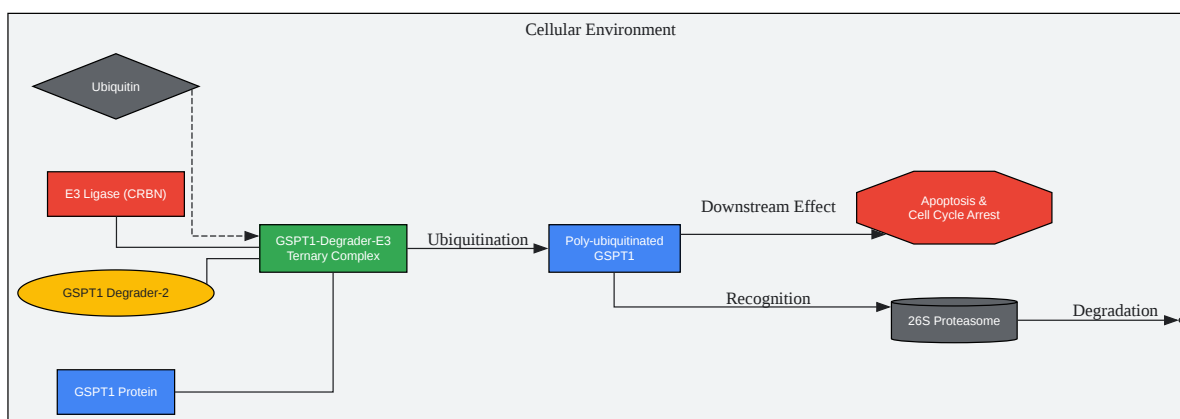 Cellular Environment
Ubiquitin
E3 Ligase (CRBN)
GSPT1 Degrader-2
GSPT1 Protein
GSPT1-Degrader-E3
Ternary Complex
Ubiquitination
Poly-ubiquitinated
GSPT1
Downstream Effect
Apoptosis &
Cell Cycle Arrest
Recognition
26S Proteasome
Degradation